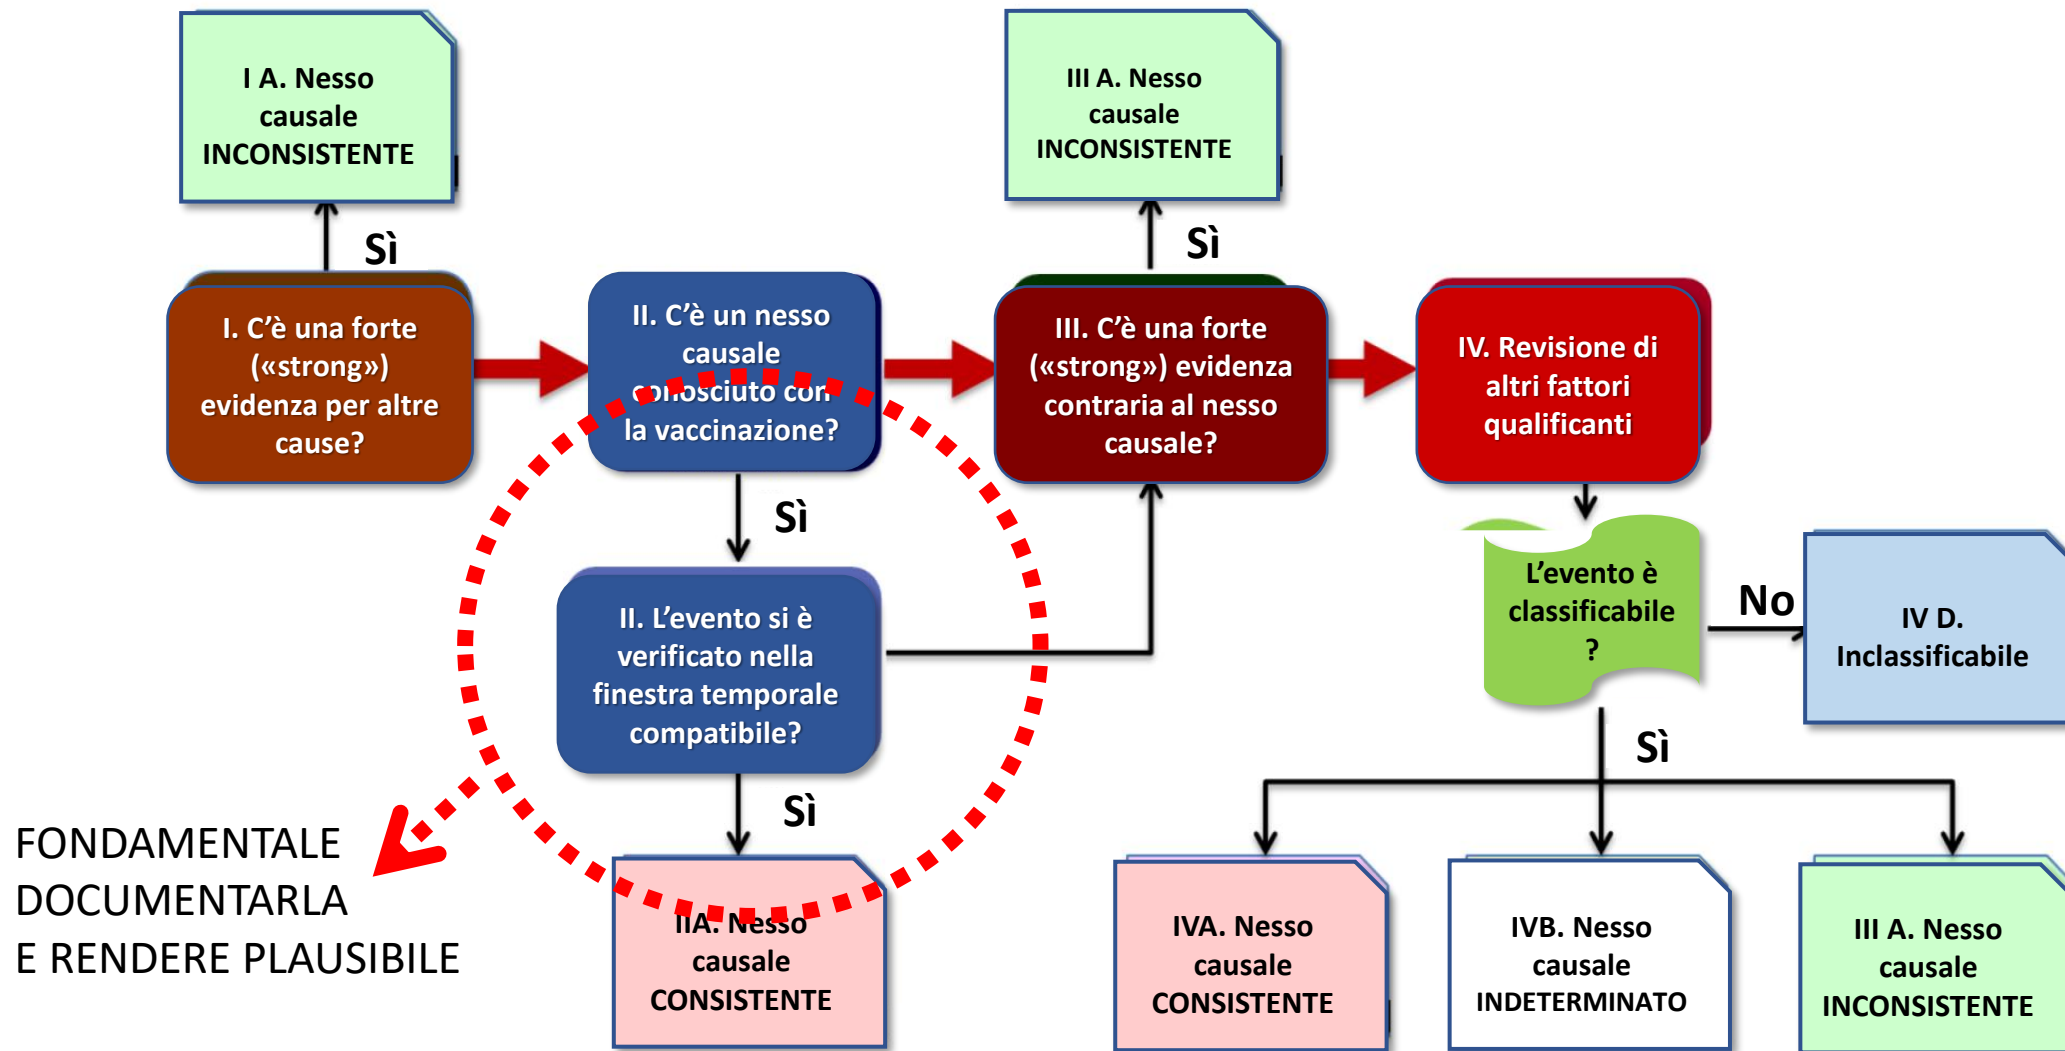 I A. Nesso
causale
INCONSISTENTE
III A. Nesso
causale
INCONSISTENTE
Sì
Sì
I. C’è una forte
(«strong»)
evidenza per altre
cause?
II. C’è un nesso
causale
conosciuto con
la vaccinazione?
III. C’è una forte
(«strong») evidenza
contraria al nesso
causale?
IV. Revisione di
altri fattori
qualificanti
Sì
II. L’evento si è
verificato nella
finestra temporale
compatibile?
L’evento è
classificabile
?
No
IV D.
Inclassificabile
Sì
Sì
FONDAMENTALE
DOCUMENTARLA
E RENDERE PLAUSIBILE
IIA. Nesso
causale
CONSISTENTE
IVA. Nesso
causale
CONSISTENTE
IVB. Nesso
causale
INDETERMINATO
III A. Nesso
causale
INCONSISTENTE